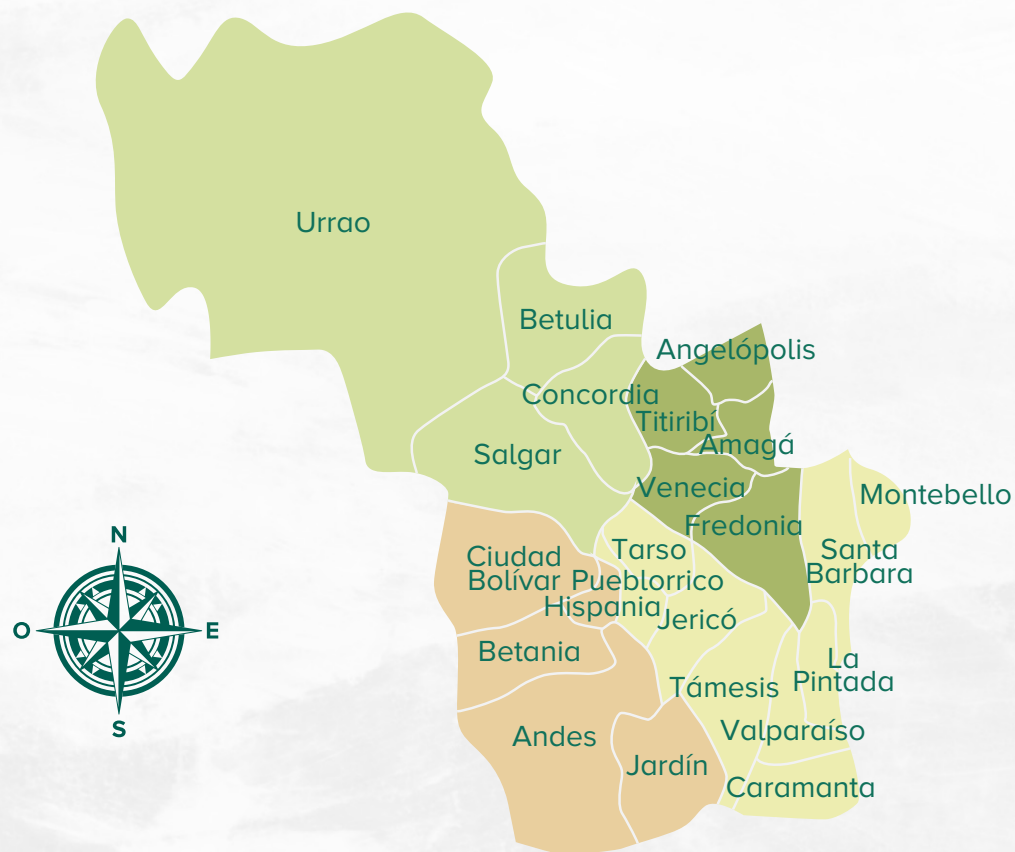 Urrao
Betulia
Angelópolis
Concordia
Titiribí
Amagá
Salgar
Venecia
Montebello
Fredonia
Tarso
Santa
Barbara
Ciudad
Bolívar
Pueblorrico
Hispania
Jericó
Betania
La
Pintada
Támesis
Valparaíso
Andes
Jardín
Caramanta
N
O
E
S